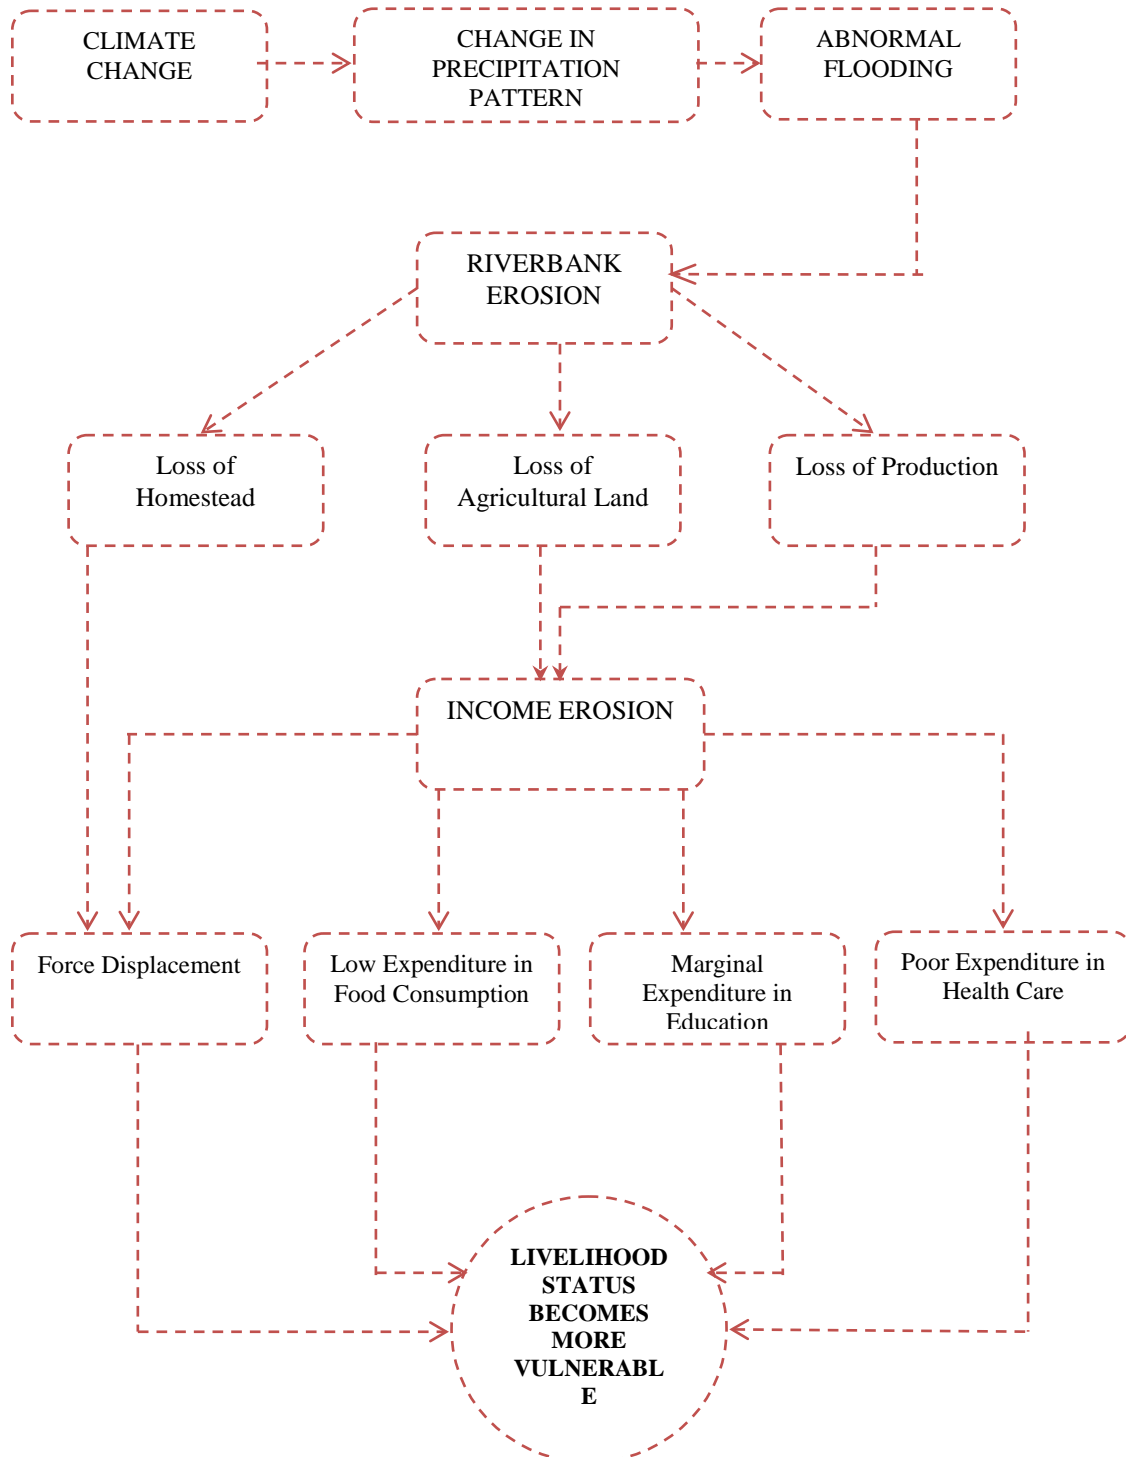 CLIMATE
CHANGE
CHANGE IN
PRECIPITATION
PATTERN
ABNORMAL
FLOODING
RIVERBANK
EROSION
Loss of
Homestead
Loss of
Agricultural Land
Loss of Production
INCOME EROSION
Force Displacement
Low Expenditure in
Food Consumption
Marginal
Expenditure in
Education
Poor Expenditure in
Health Care
LIVELIHOOD
STATUS
BECOMES
MORE
VULNERABL
E